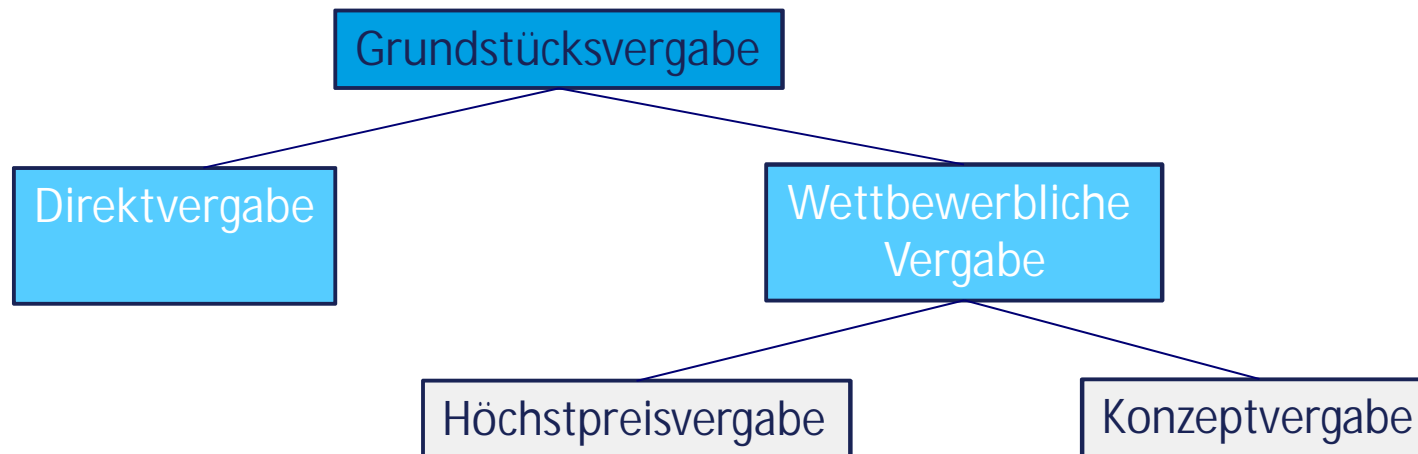 Grundstücksvergabe
Direktvergabe
Wettbewerbliche
Vergabe
Höchstpreisvergabe
Konzeptvergabe